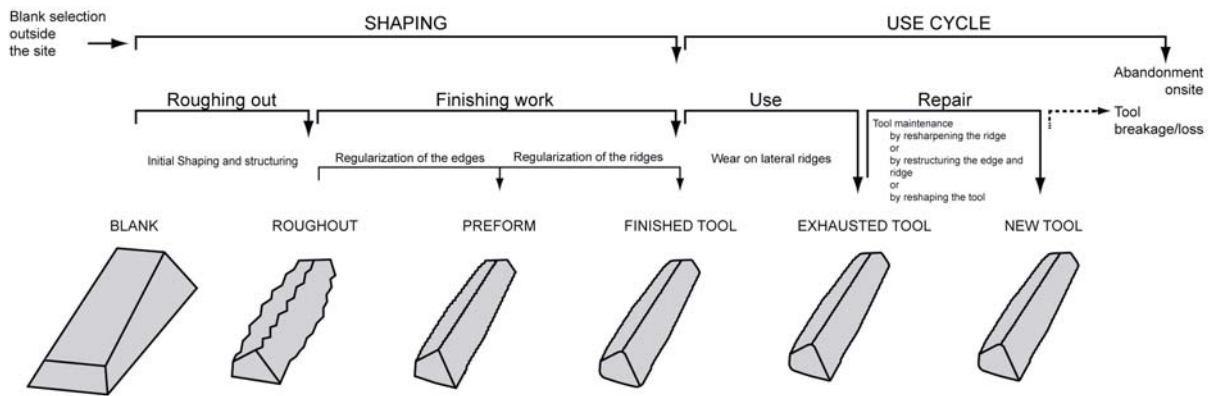 Blank selection
outside
the site
SHAPING
USE CYCLE
Abandonment
onsite
Roughing out
Finishing work
Use
Repair
Tool
breakage/loss
Initial Shaping and structuring
Regularization of the edges
Regularization of the ridges
Wear on lateral ridges
Tool maintenance
by resharpening the ridge
or
by restructuring the edge and
ridge
or
by reshaping the tool
BLANK
ROUGHOUT
PREFORM
FINISHED TOOL
EXHAUSTED TOOL
NEW TOOL